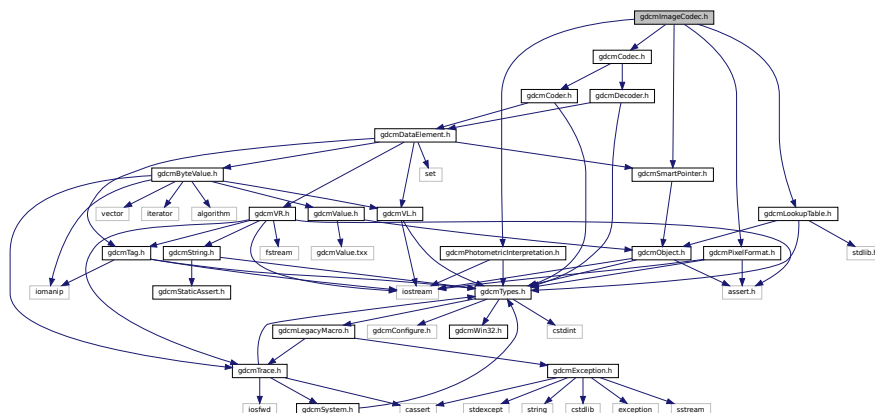 gdcmImageCodec.h
gdcmCodec.h
gdcmCoder.h
gdcmDecoder.h
gdcmDataElement.h
gdcmByteValue.h
set
gdcmSmartPointer.h
vector
iterator
algorithm
gdcmVR.h
gdcmValue.h
gdcmVL.h
gdcmLookupTable.h
gdcmTag.h
gdcmString.h
fstream
gdcmValue.txx
gdcmPhotometricInterpretation.h
gdcmObject.h
gdcmPixelFormat.h
stdlib.h
iomanip
gdcmStaticAssert.h
iostream
gdcmTypes.h
assert.h
gdcmLegacyMacro.h
gdcmConfigure.h
gdcmWin32.h
cstdint
gdcmTrace.h
gdcmException.h
iosfwd
gdcmSystem.h
cassert
stdexcept
string
cstdlib
exception
sstream